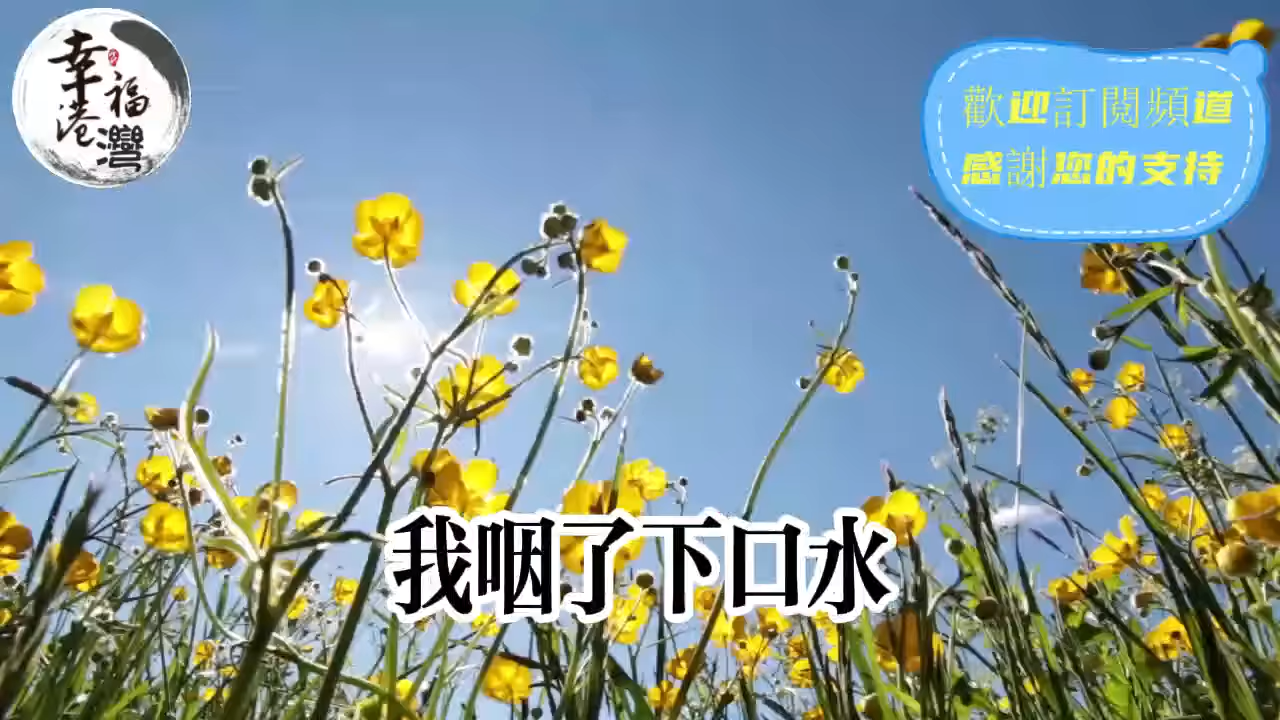 幸福
港灣
歡迎訂閱頻道
感謝您的支持
我咽了下口水